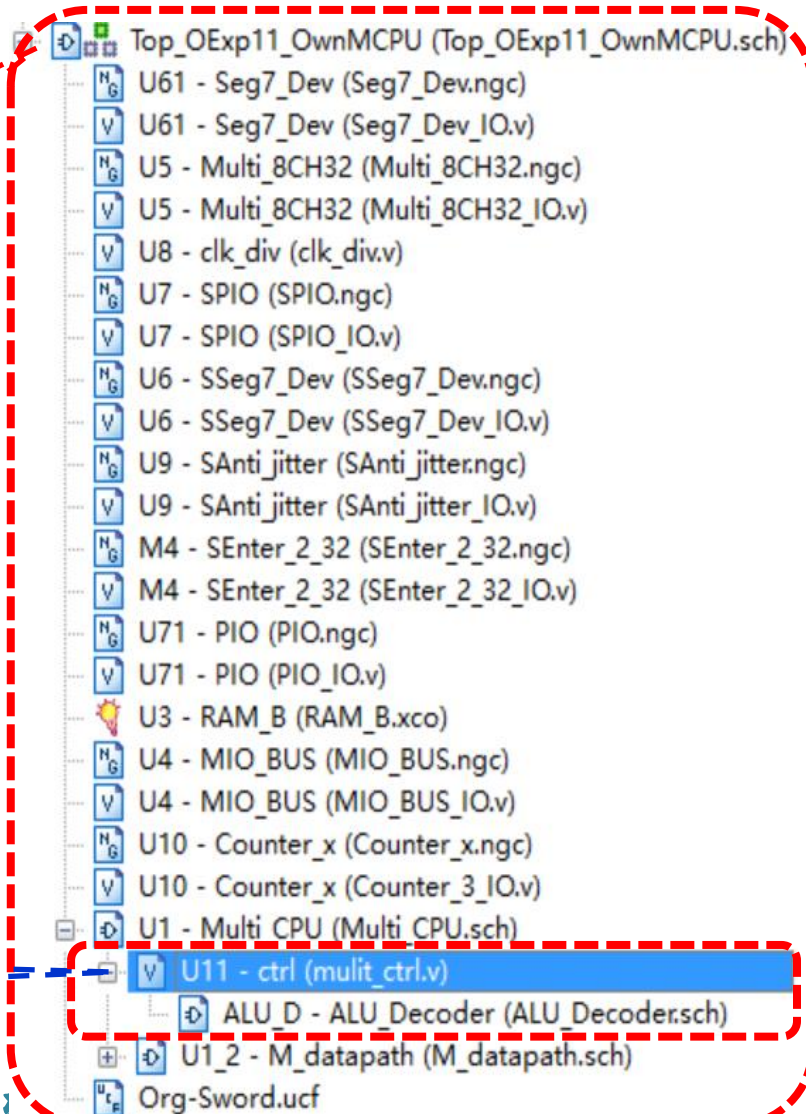 Top_OExp11_OwnMCPU (Top_OExp11_OwnMCPU.sch)
U61 - Seg7_Dev (Seg7_Dev.ngc)
U61 - Seg7_Dev (Seg7_Dev_IO.v)
U5 - Multi_8CH32 (Multi_8CH32.ngc)
U5 - Multi_8CH32 (Multi_8CH32_IO.v)
U8 - clk_div (clk_div.v)
U7 - SPIO (SPIO.ngc)
U7 - SPIO (SPIO_IO.v)
U6 - SSeg7_Dev (SSeg7_Dev.ngc)
U6 - SSeg7_Dev (SSeg7_Dev_IO.v)
U9 - SAnti_jitter (SAnti_jitter.ngc)
U9 - SAnti_jitter (SAnti_jitter_IO.v)
M4 - SEnter_2_32 (SEnter_2_32.ngc)
M4 - SEnter_2_32 (SEnter_2_32_IO.v)
U71 - PIO (PIO.ngc)
U71 - PIO (PIO_IO.v)
U3 - RAM_B (RAM_B.xco)
U4 - MIO_BUS (MIO_BUS.ngc)
U4 - MIO_BUS (MIO_BUS_IO.v)
U10 - Counter_x (Counter_x.ngc)
U10 - Counter_x (Counter_3_IO.v)
U1 - Multi_CPU (Multi_CPU.sch)
U11 - ctrl (mulit_ctrl.v)
ALU_D - ALU_Decoder (ALU_Decoder.sch)
U1_2 - M_datapath (M_datapath.sch)
Org-Sword.ucf